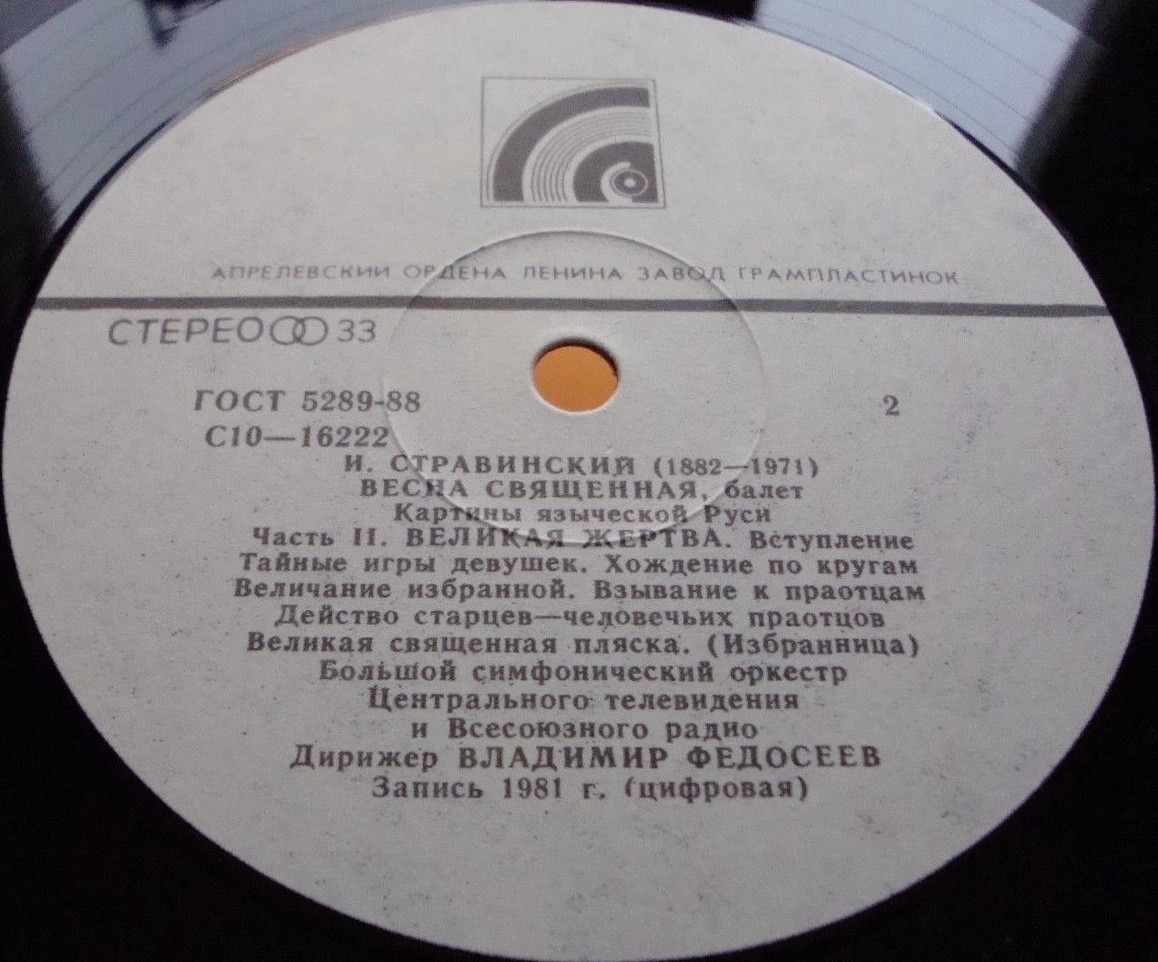 АПРЕЛЕВСКИЙ ОРДЕНА ЛЕНИНА ЗАВОД ГРАМПЛАСТИНОК
СТЕРЕО 33
ГОСТ 5289-88 2
С10—16222
И. СТРАВИНСКИЙ (1882—1971)
ВЕСНА СВЯЩЕННАЯ, балет
Картины языческой Руси
Часть II. ВЕЛИКАЯ ЖЕРТВА. Вступление
Тайные игры девушек. Хождение по кругам
Величание избранной. Взывание к праотцам
Действо старцев—человечьих праотцов
Великая священная пляска. (Избранница)
Большой симфонический оркестр
Центрального телевидения
и Всесоюзного радио
Дирижер ВЛАДИМИР ФЕДОСЕЕВ
Запись 1981 г. (цифровая)